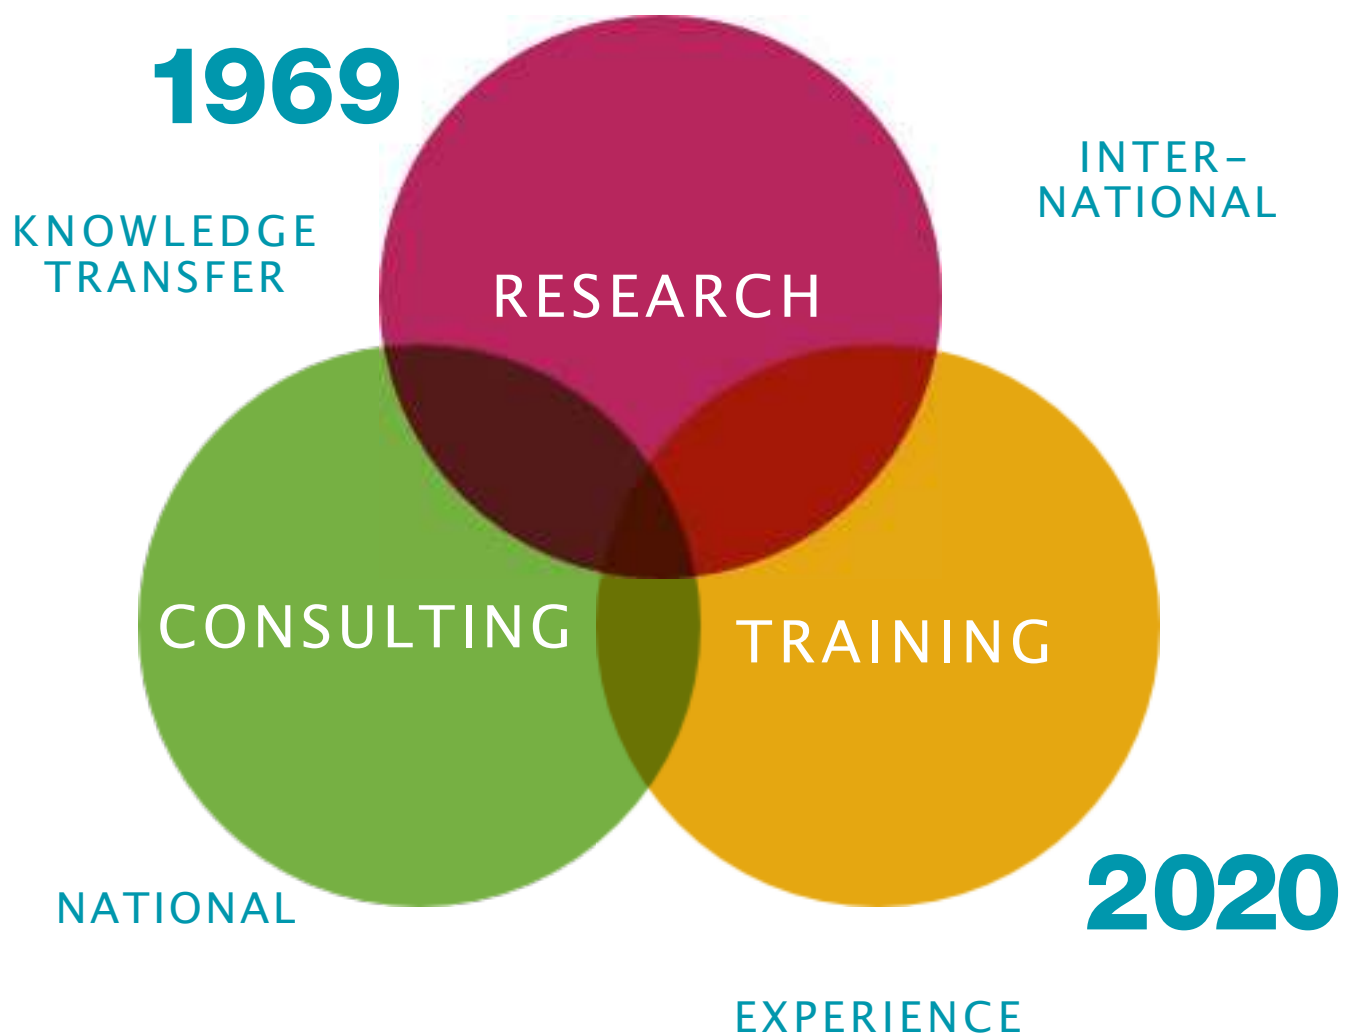 1969
INTER–
NATIONAL
KNOWLEDGE
TRANSFER
RESEARCH
CONSULTING
TRAINING
2020
NATIONAL
EXPERIENCE